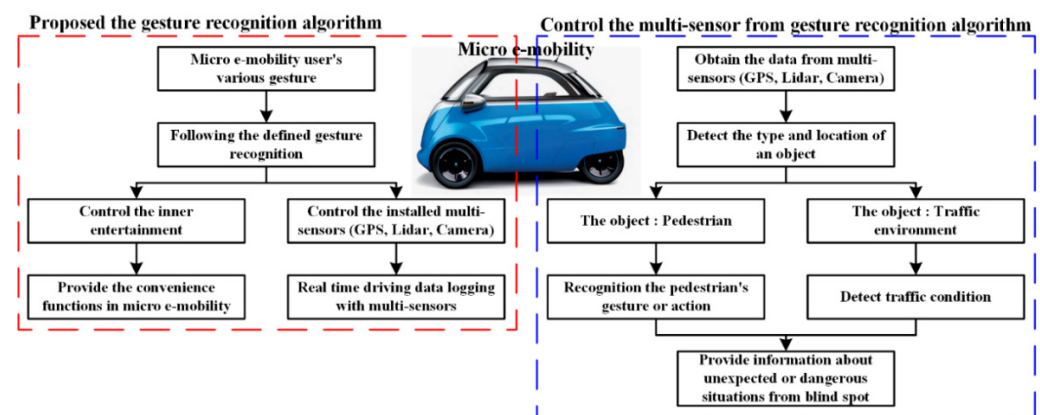 Proposed the gesture recognition algorithm
Micro e-mobility user's
various gesture
Following the defined gesture
recognition
Control the inner
entertainment
Control the installed multi-
sensors (GPS, Lidar, Camera)
Provide the convenience
functions in micro e-mobility
Real time driving data logging
with multi-sensors
Micro e-mobility
Control the multi-sensor from gesture recognition algorithm
Obtain the data from multi-
sensors (GPS, Lidar, Camera)
Detect the type and location of
an object
The object : Pedestrian
The object : Traffic
environment
Recognition the pedestrian's
gesture or action
Detect traffic condition
Provide information about
unexpected or dangerous
situations from blind spot